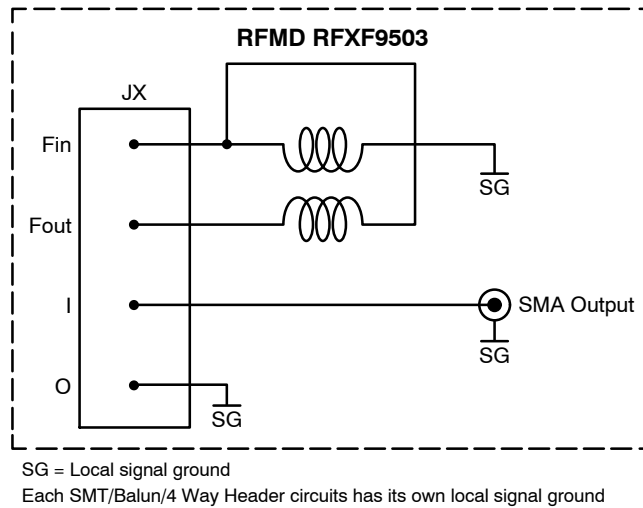 RFMD RFXF9503
JX
Fin
SG
Fout
I
SMA Output
SG
O
SG
SG = Local signal ground
Each SMT/Balun/4 Way Header circuits has its own local signal ground